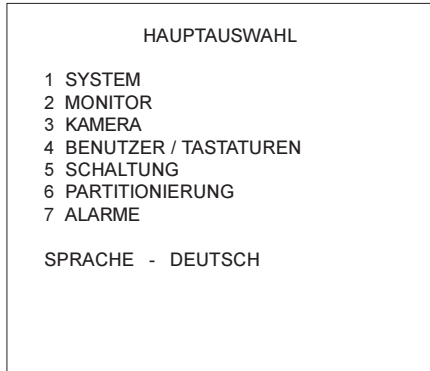 HAUPTAUSWAHL
1 SYSTEM
2 MONITOR
3 KAMERA
4 BENUTZER / TASTATUREN
5 SCHALTUNG
6 PARTITIONIERUNG
7 ALARME
SPRACHE - DEUTSCH